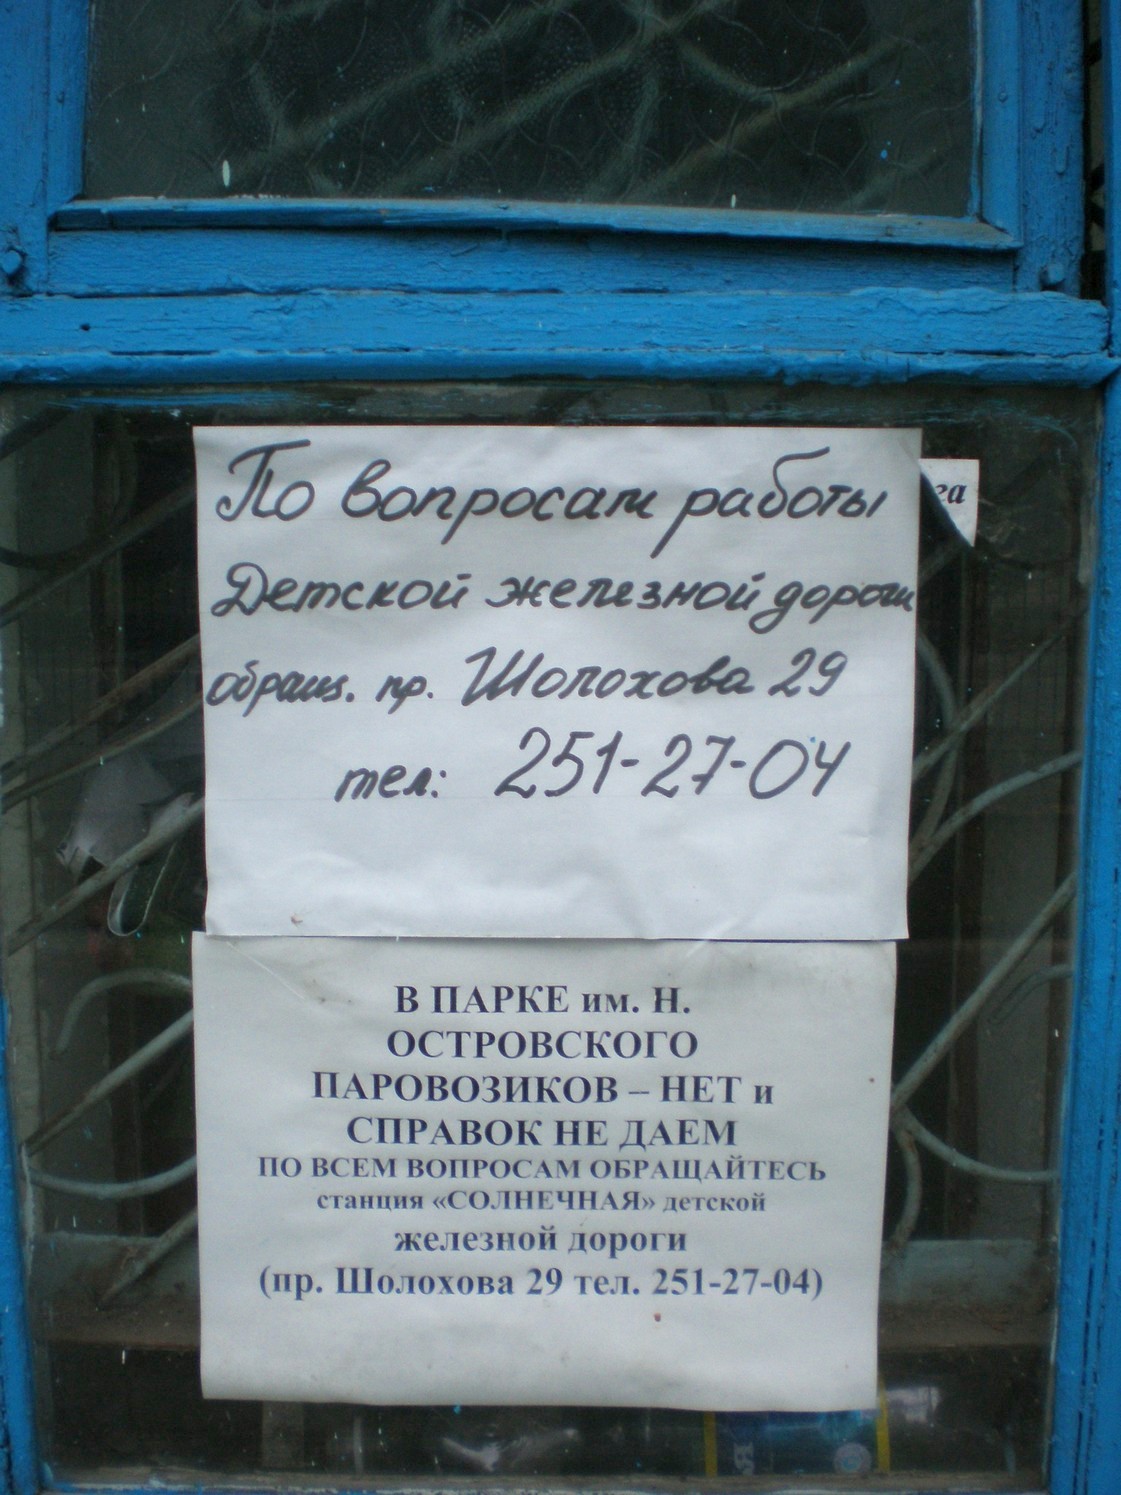 По вопросам работы
Детской железной дороги
обращ. пр. Шолохова 29
тел: 251-27-04
га
В ПАРКЕ им. Н.
ОСТРОВСКОГО
ПАРОВОЗИКОВ – НЕТ и
СПРАВОК НЕ ДАЕМ
ПО ВСЕМ ВОПРОСАМ ОБРАЩАЙТЕСЬ
станция «СОЛНЕЧНАЯ» детской
железной дороги
(пр. Шолохова 29 тел. 251-27-04)